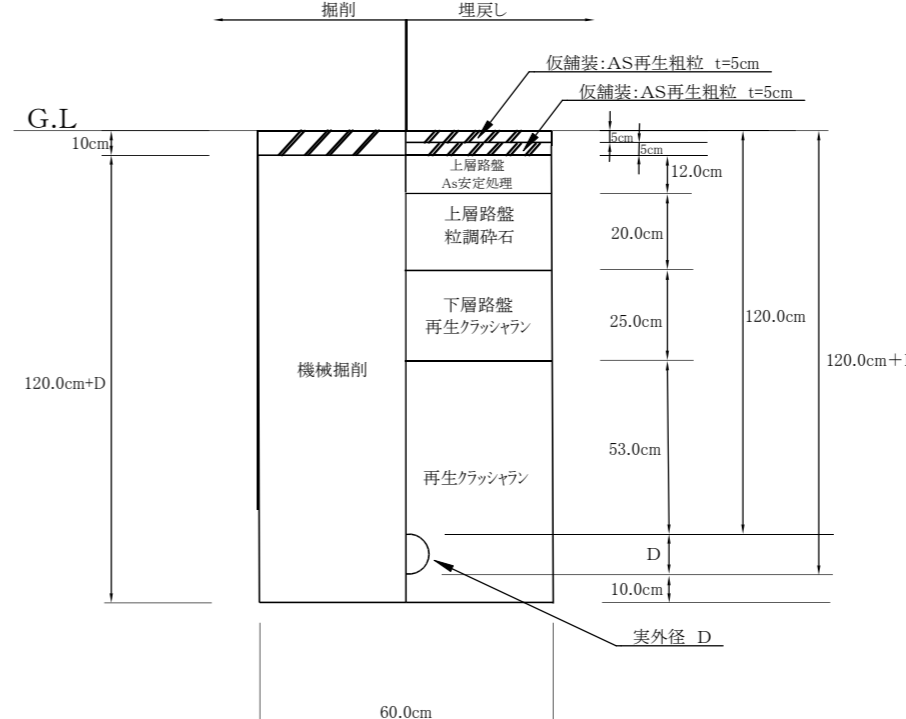 掘削
埋戻し
仮舗装:AS再生粗粒 t=5cm
仮舗装:AS再生粗粒 t=5cm
G.L
10cm
5cm
5cm
上層路盤
As安定処理
12.0cm
上層路盤
粒調砕石
20.0cm
下層路盤
再生クラッシャラン
25.0cm
120.0cm
120.0cm+
機械掘削
120.0cm+D
53.0cm
再生クラッシャラン
D
10.0cm
実外径 D
60.0cm